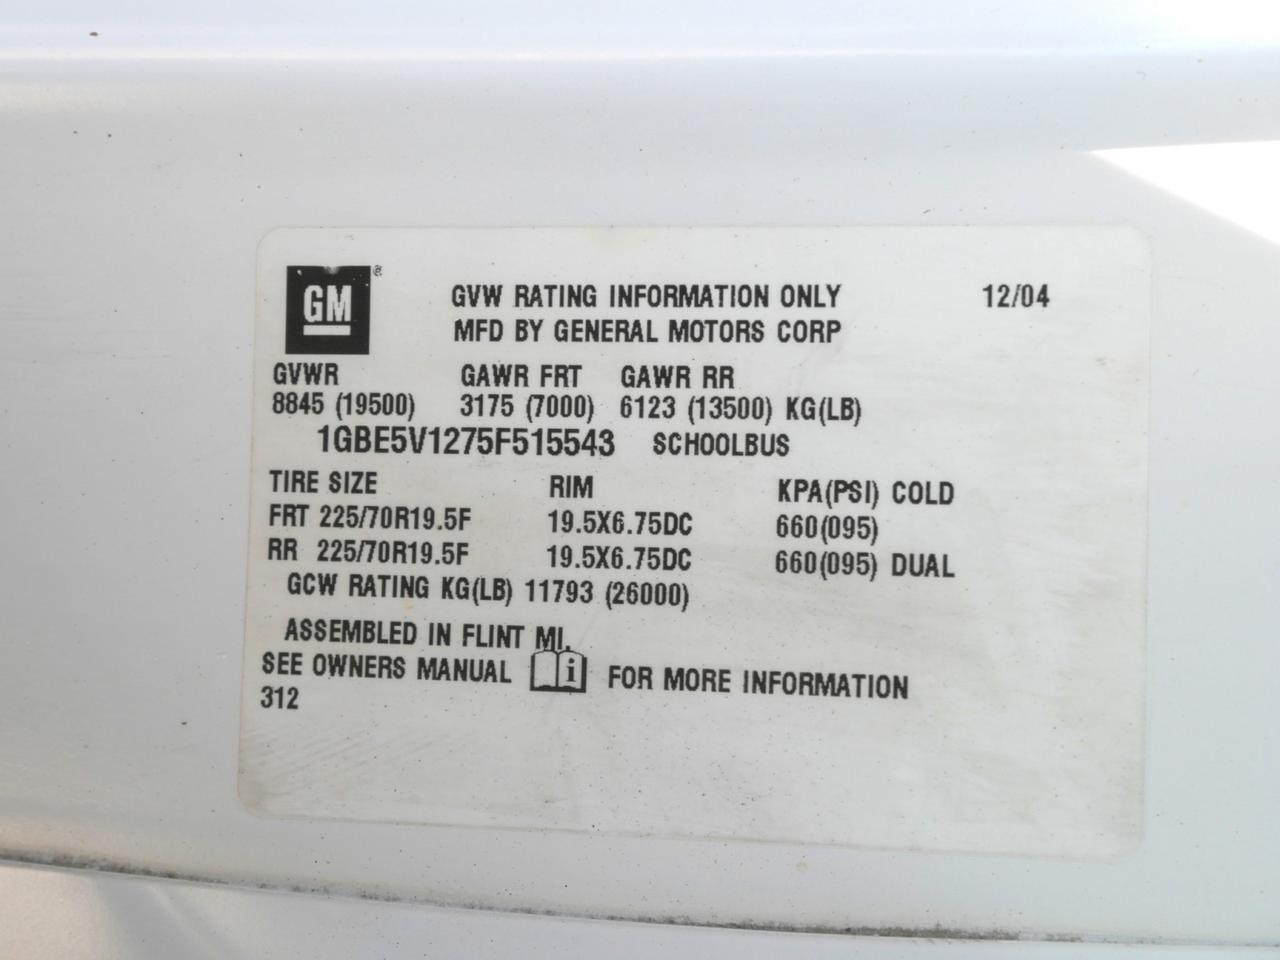 GM ®
GVW RATING INFORMATION ONLY 12/04
MFD BY GENERAL MOTORS CORP
GVWR GAWR FRT GAWR RR
8845 (19500) 3175 (7000) 6123 (13500) KG(LB)
1GBE5V1275F515543 SCHOOLBUS
TIRE SIZE RIM KPA(PSI) COLD
FRT 225/70R19.5F 19.5X6.75DC 660(095)
RR 225/70R19.5F 19.5X6.75DC 660(095) DUAL
GCW RATING KG(LB) 11793 (26000)
ASSEMBLED IN FLINT MI,
SEE OWNERS MANUAL i FOR MORE INFORMATION
312